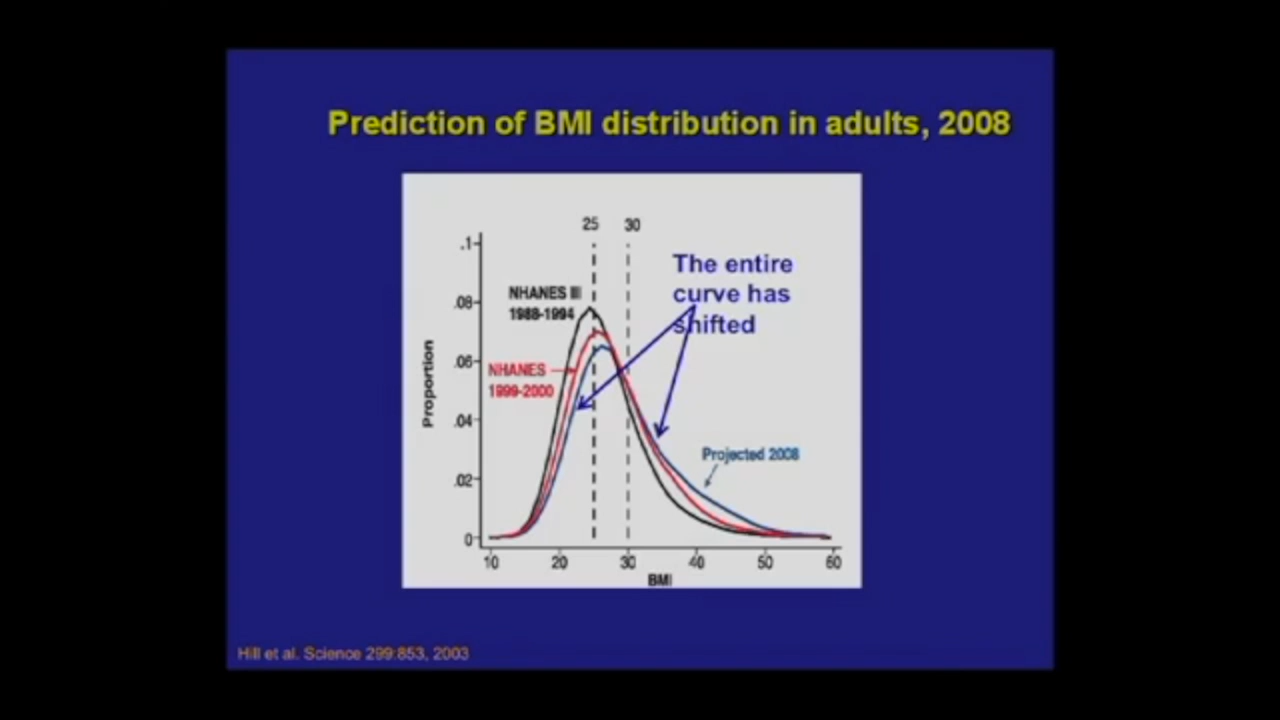 Prediction of BMI distribution in adults, 2008
25 30
The entire
curve has
shifted
NHANES III
1988-1994
NHANES
1999-2000
Projected 2008
Proportion
.1
.08
.06
.04
.02
0
10 20 30 40 50 60
BMI
Hill et al. Science 299:853, 2003